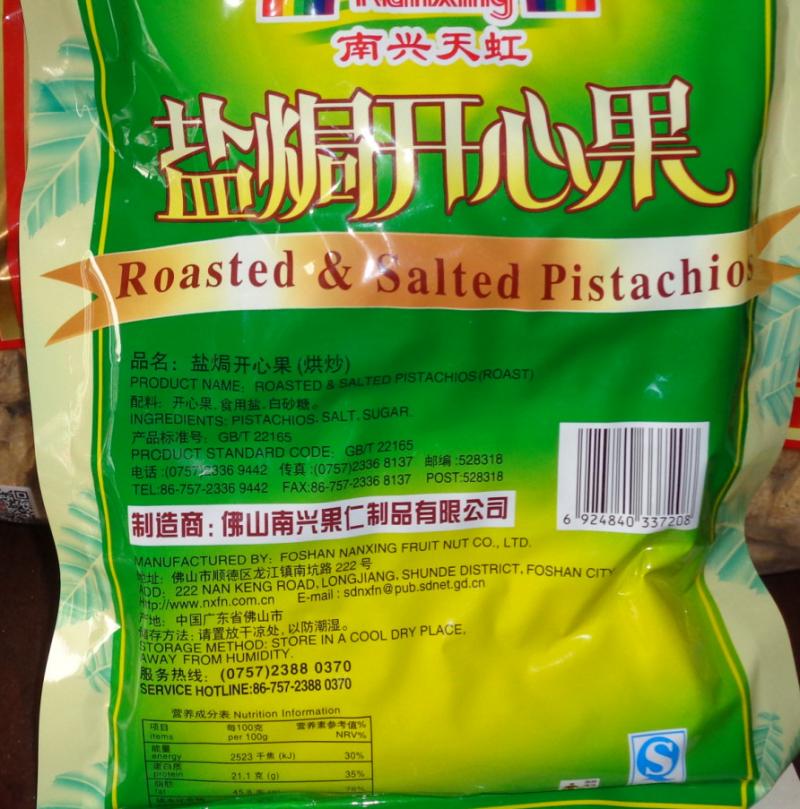 Nanxing
南兴天虹
盐焗开心果
Roasted & Salted Pistachios
品名：盐焗开心果(烘炒)
PRODUCT NAME: ROASTED & SALTED PISTACHIOS(ROAST)
配料：开心果、食用盐、白砂糖。
INGREDIENTS: PISTACHIOS, SALT, SUGAR.
产品标准号：GB/T 22165
PRODUCT STANDARD CODE: GB/T 22165
电话:(0757)2336 9442 传真:(0757)2336 8137 邮编:528318
TEL:86-757-2336 9442 FAX:86-757-2336 8137 POST:528318
制造商：佛山南兴果仁制品有限公司
MANUFACTURED BY: FOSHAN NANXING FRUIT NUT CO., LTD.
地址：佛山市顺德区龙江镇南坑路 222 号
ADD: 222 NAN KENG ROAD, LONGJIANG, SHUNDE DISTRICT, FOSHAN CITY
http://www.nxfn.com.cn E-mail : sdnxfn@pub.sdnet.gd.cn
产地：中国广东省佛山市
储存方法：请置放干凉处，以防潮湿。
STORAGE METHOD: STORE IN A COOL DRY PLACE,
AWAY FROM HUMIDITY.
服务热线：(0757)2388 0370
SERVICE HOTLINE:86-757-2388 0370
6 924840 337208
营养成分表 Nutrition Information
项目 每100克 营养素参考值%
items per 100g NRV%
能量
energy 2523 千焦 (kJ) 30%
蛋白质
protein 21.1 克 (g) 35%
脂肪
fat
S